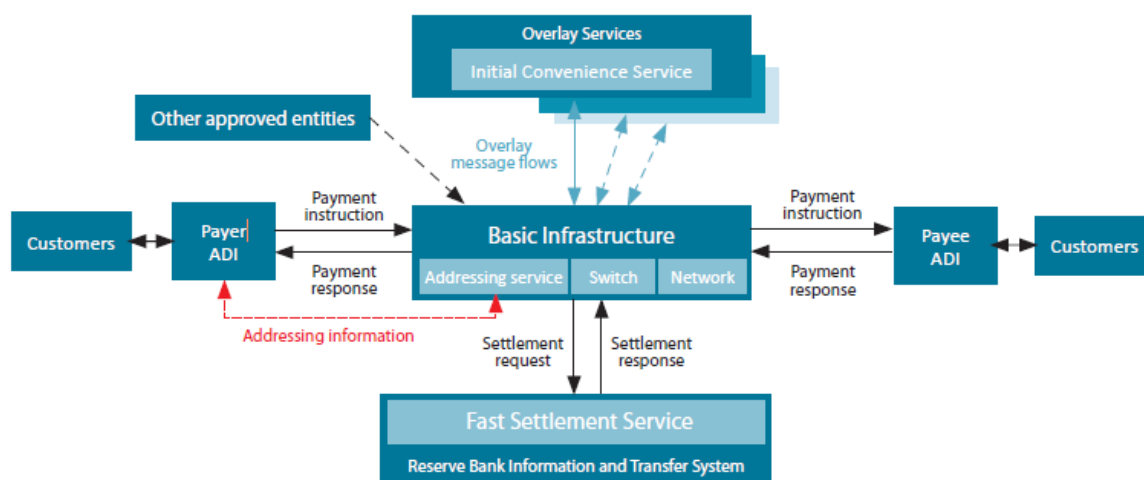 Overlay Services
Initial Convenience Service
Other approved entities
Overlay
message flows
Customers
Payer
ADI
Payment
instruction
Payment
response
Basic Infrastructure
Addressing service
Switch
Network
Payment
instruction
Payment
response
Payee
ADI
Customers
Addressing information
Settlement
request
Settlement
response
Fast Settlement Service
Reserve Bank Information and Transfer System